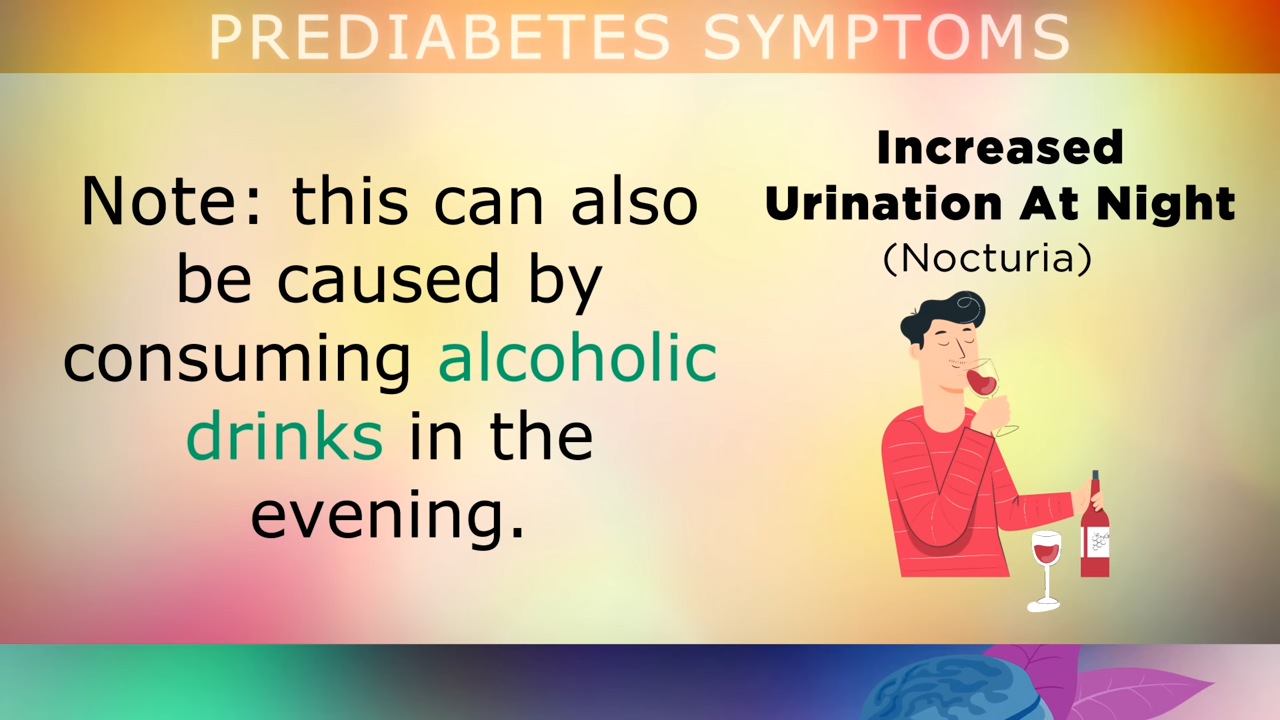 PREDIABETES SYMPTOMS
Note: this can also
be caused by
consuming alcoholic
drinks in the
evening.
Increased
Urination At Night
(Nocturia)